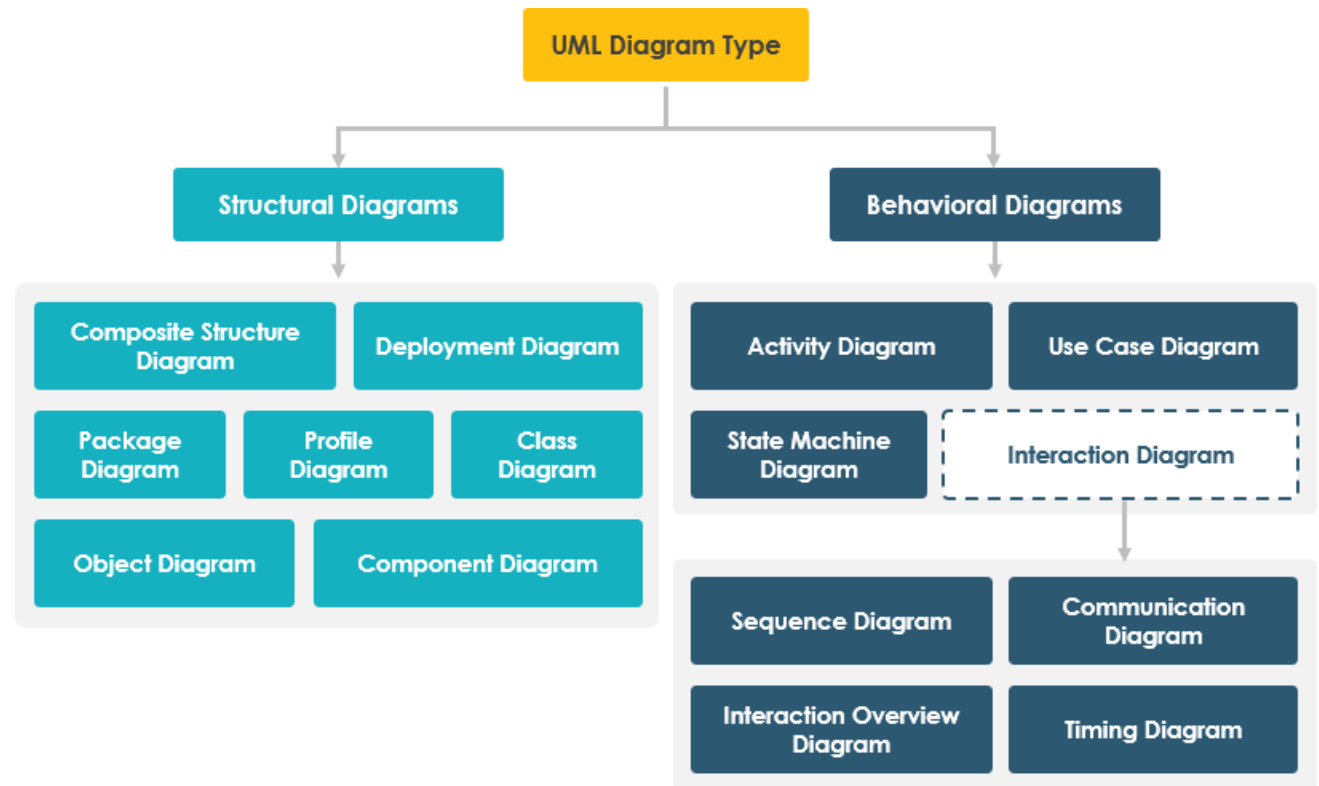 UML Diagram Type
Structural Diagrams
Behavioral Diagrams
Composite Structure
Diagram
Deployment Diagram
Package
Diagram
Profile
Diagram
Class
Diagram
Object Diagram
Component Diagram
Activity Diagram
Use Case Diagram
State Machine
Diagram
Interaction Diagram
Sequence Diagram
Communication
Diagram
Interaction Overview
Diagram
Timing Diagram